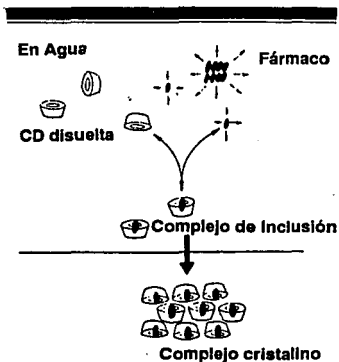 En Agua
Fármaco
CD disuelta
Complejo de Inclusión
Complejo cristalino